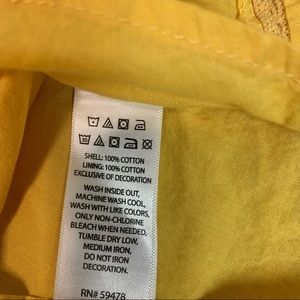 SHELL: 100% COTTON
LINING: 100% COTTON
EXCLUSIVE OF DECORATION
WASH INSIDE OUT,
MACHINE WASH COOL,
WASH WITH LIKE COLORS,
ONLY NON-CHLORINE
BLEACH WHEN NEEDED,
TUMBLE DRY LOW,
MEDIUM IRON,
DO NOT IRON
DECORATION.
RN# 59478